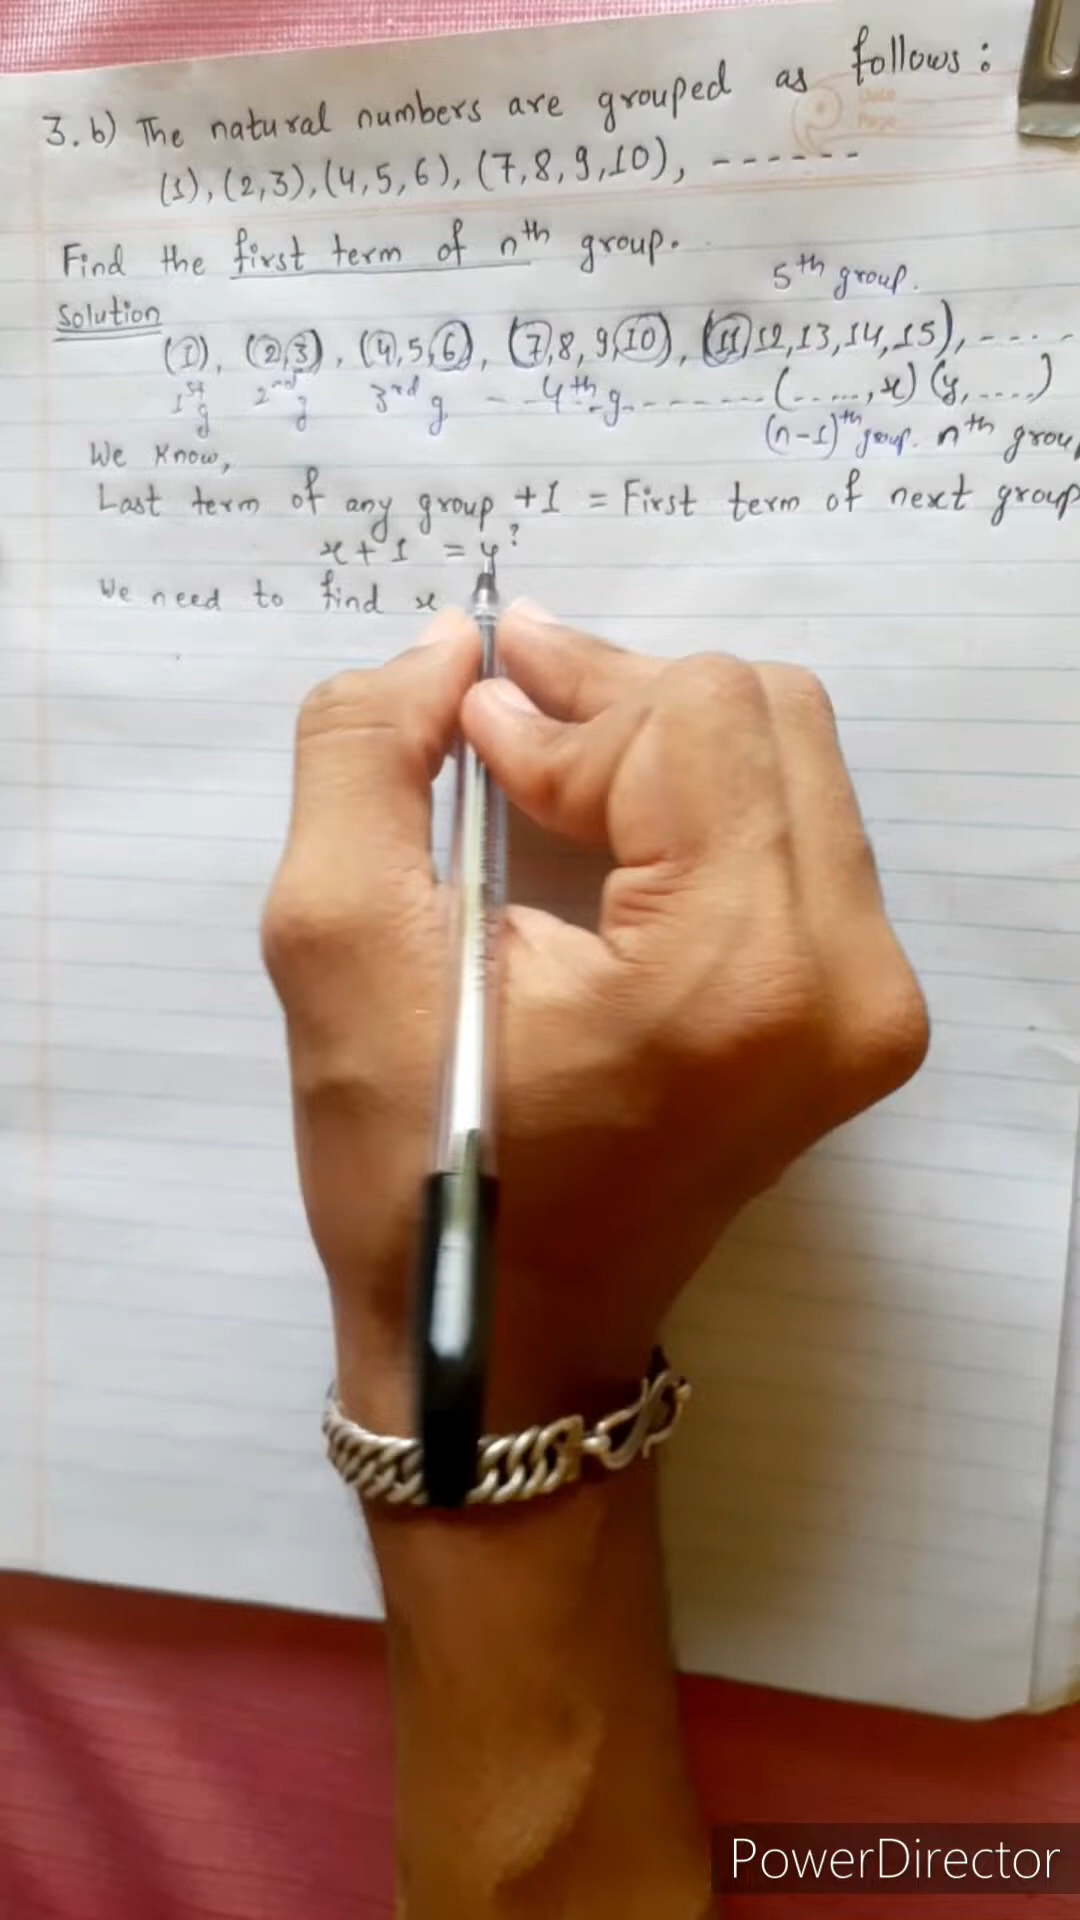 3. b) The natural numbers are grouped as follows:
(1), (2,3), (4,5,6), (7,8,9,10), ------
Find the first term of nth group.
5th group.
Solution
(1), (2,3), (4,5,6), (7,8,9,10), (11,12,13,14,15), ----
1st g 2nd g 3rd g --4th g.------- (....., x) (y, ....)
(n-1)th group. nth grou
We know,
Last term of any group +1 = First term of next group
x + 1 = y?
We need to find x
Date
Page
PowerDirector